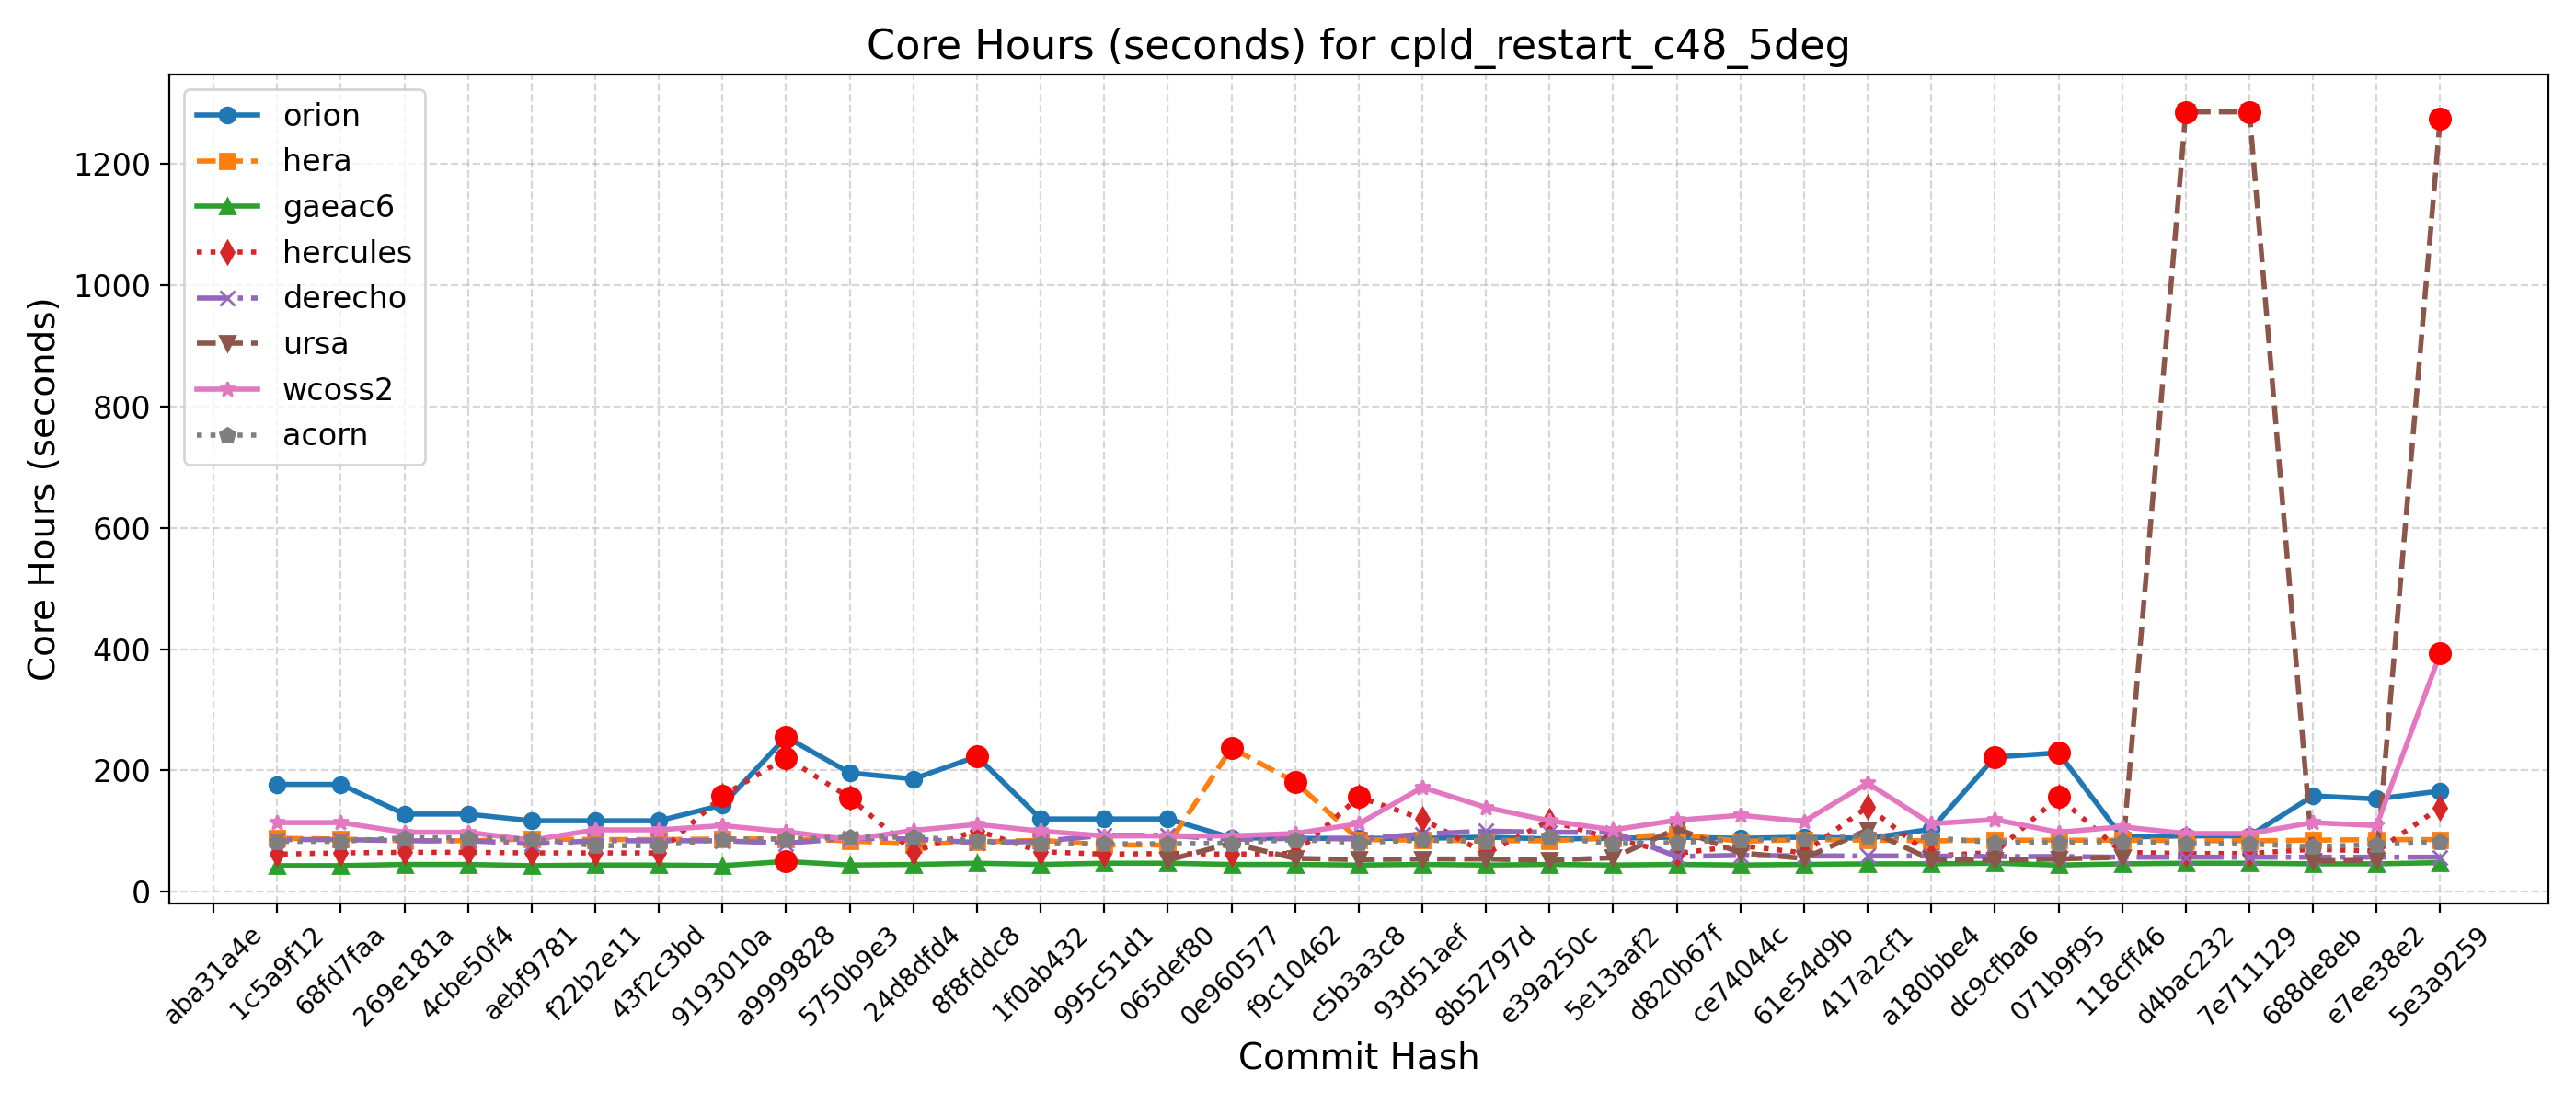 Core Hours (seconds) for cpld_restart_c48_5deg
Core Hours (seconds)
1200
1000
800
600
400
200
0
orion
hera
gaeac6
hercules
derecho
ursa
wcoss2
acorn
aba31a4e
1c5a9f12
68fd7faa
269e181a
4cbe50f4
aebf9781
f22b2e11
43f2c3bd
9193010a
a9999828
5750b9e3
24d8dfd4
8f8fddc8
1f0ab432
995c51d1
065def80
0e960577
f9c10462
c5b3a3c8
93d51aef
8b52797d
e39a250c
5e13aaf2
d820b67f
ce74044c
61e54d9b
417a2cf1
a180bbe4
dc9cfba6
071b9f95
118cff46
d4bac232
7e711129
688de8eb
e7ee38e2
5e3a9259
Commit Hash